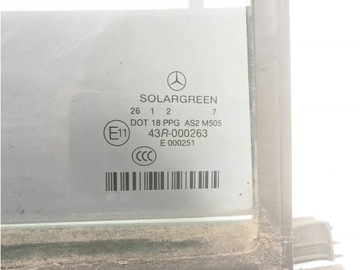 SOLARGREEN
26 1 2 7
DOT 18 PPG AS2 M505
E11 43R-000263
E 000251
CCC